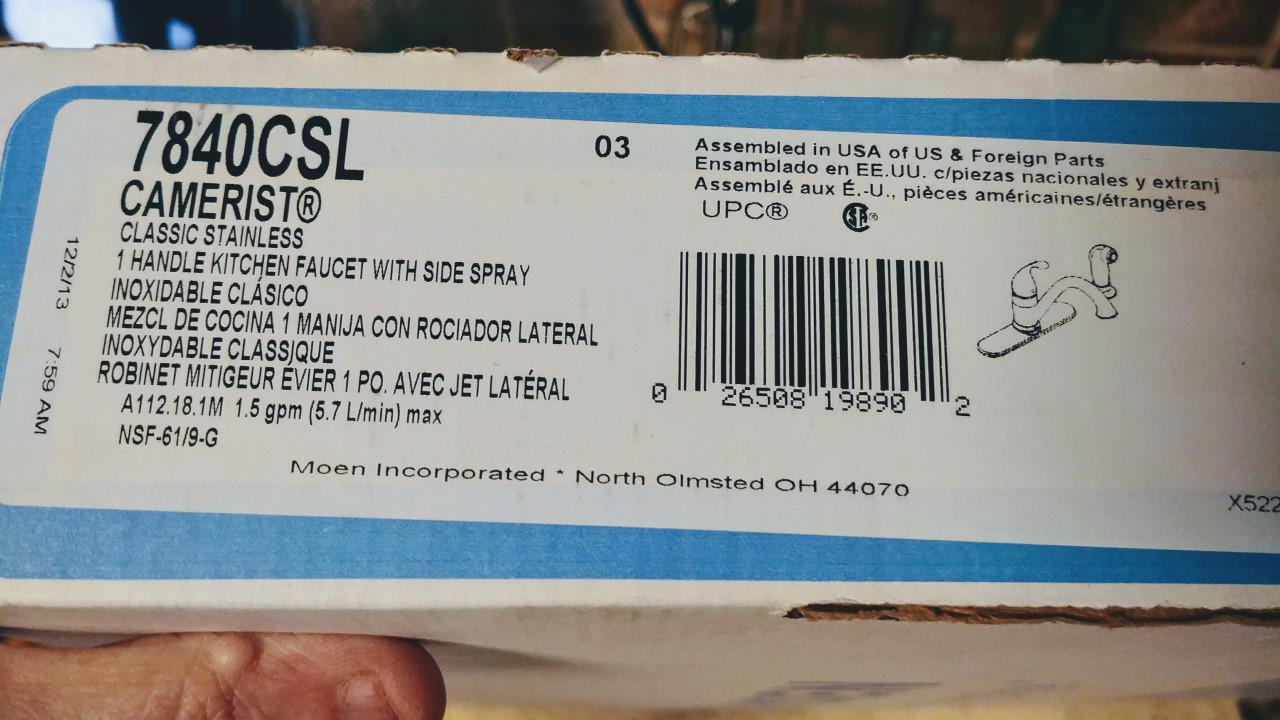 7840CSL
CAMERIST®
CLASSIC STAINLESS
1 HANDLE KITCHEN FAUCET WITH SIDE SPRAY
INOXIDABLE CLÁSICO
MEZCL DE COCINA 1 MANIJA CON ROCIADOR LATERAL
INOXYDABLE CLASSIQUE
ROBINET MITIGEUR ÉVIER 1 PO. AVEC JET LATÉRAL
A112.18.1M 1.5 gpm (5.7 L/min) max
NSF-61/9-G
12/2/13 7:59 AM
03
Assembled in USA of US & Foreign Parts
Ensamblado en EE.UU. c/piezas nacionales y extranj
Assemblé aux É.-U., pièces américaines/étrangères
UPC® SA®
0 26508 19890 2
Moen Incorporated * North Olmsted OH 44070
X522